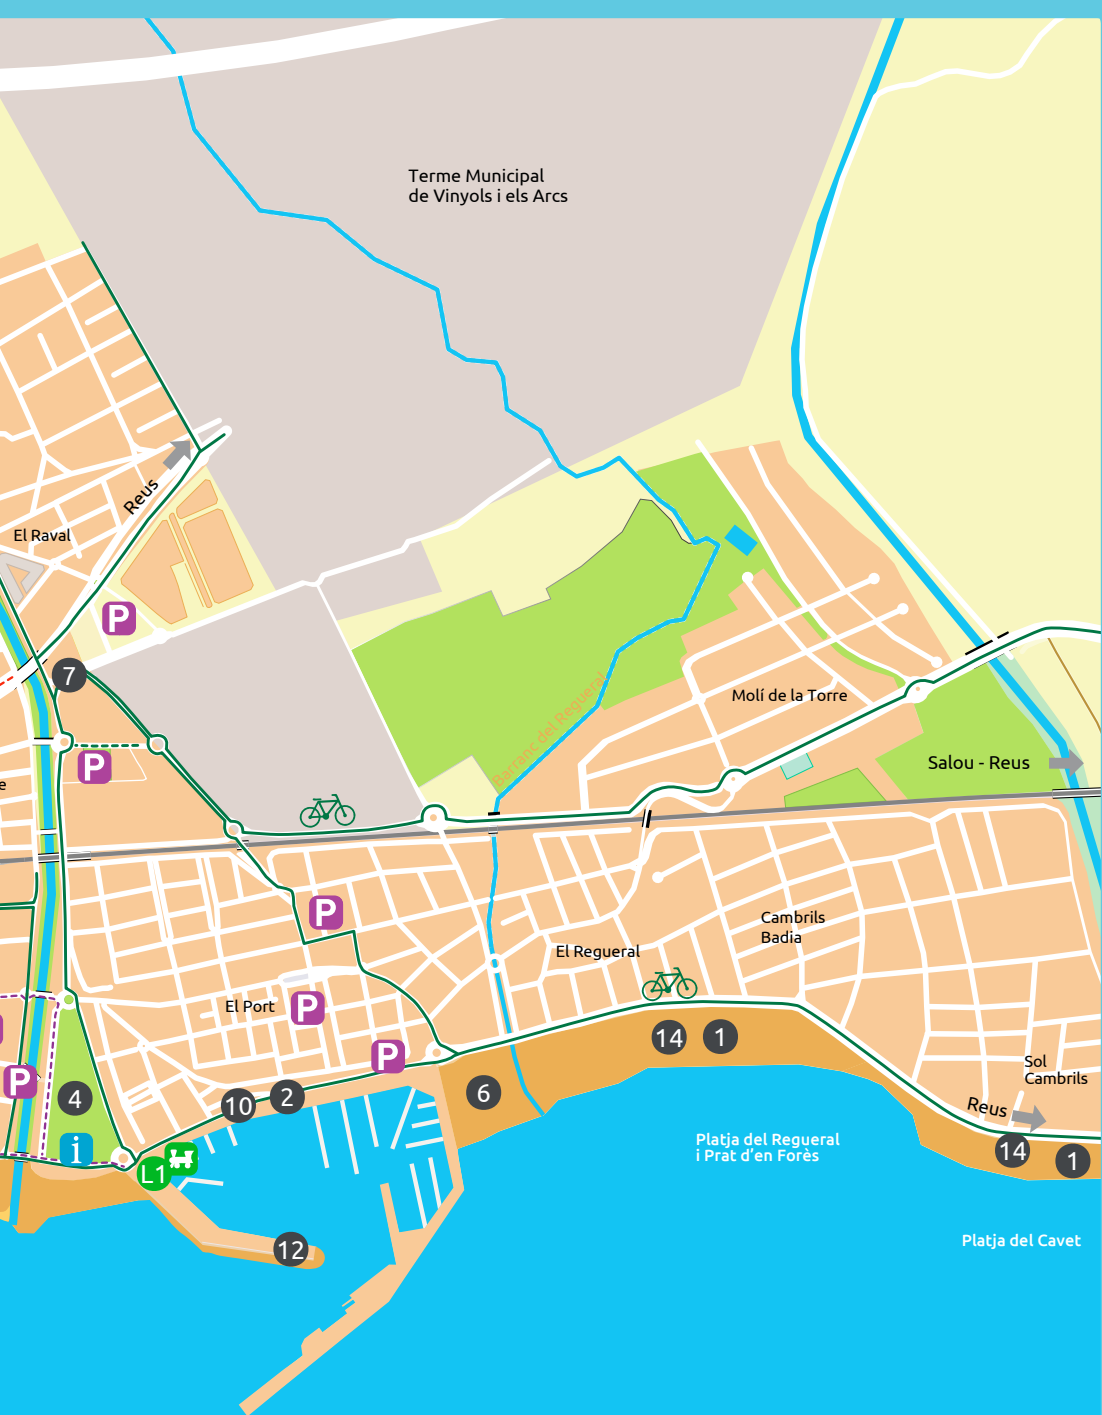 Terme Municipal
de Vinyols i els Arcs
Reus
El Raval
P
7
Barranc del Regueral
Molí de la Torre
P
Salou - Reus
e
P
Cambrils
Badia
El Regueral
El Port
P
14
1
P
Sol
Cambrils
P
4
10
2
6
Reus
i
L1
Platja del Regueral
i Prat d'en Forès
14
1
12
Platja del Cavet